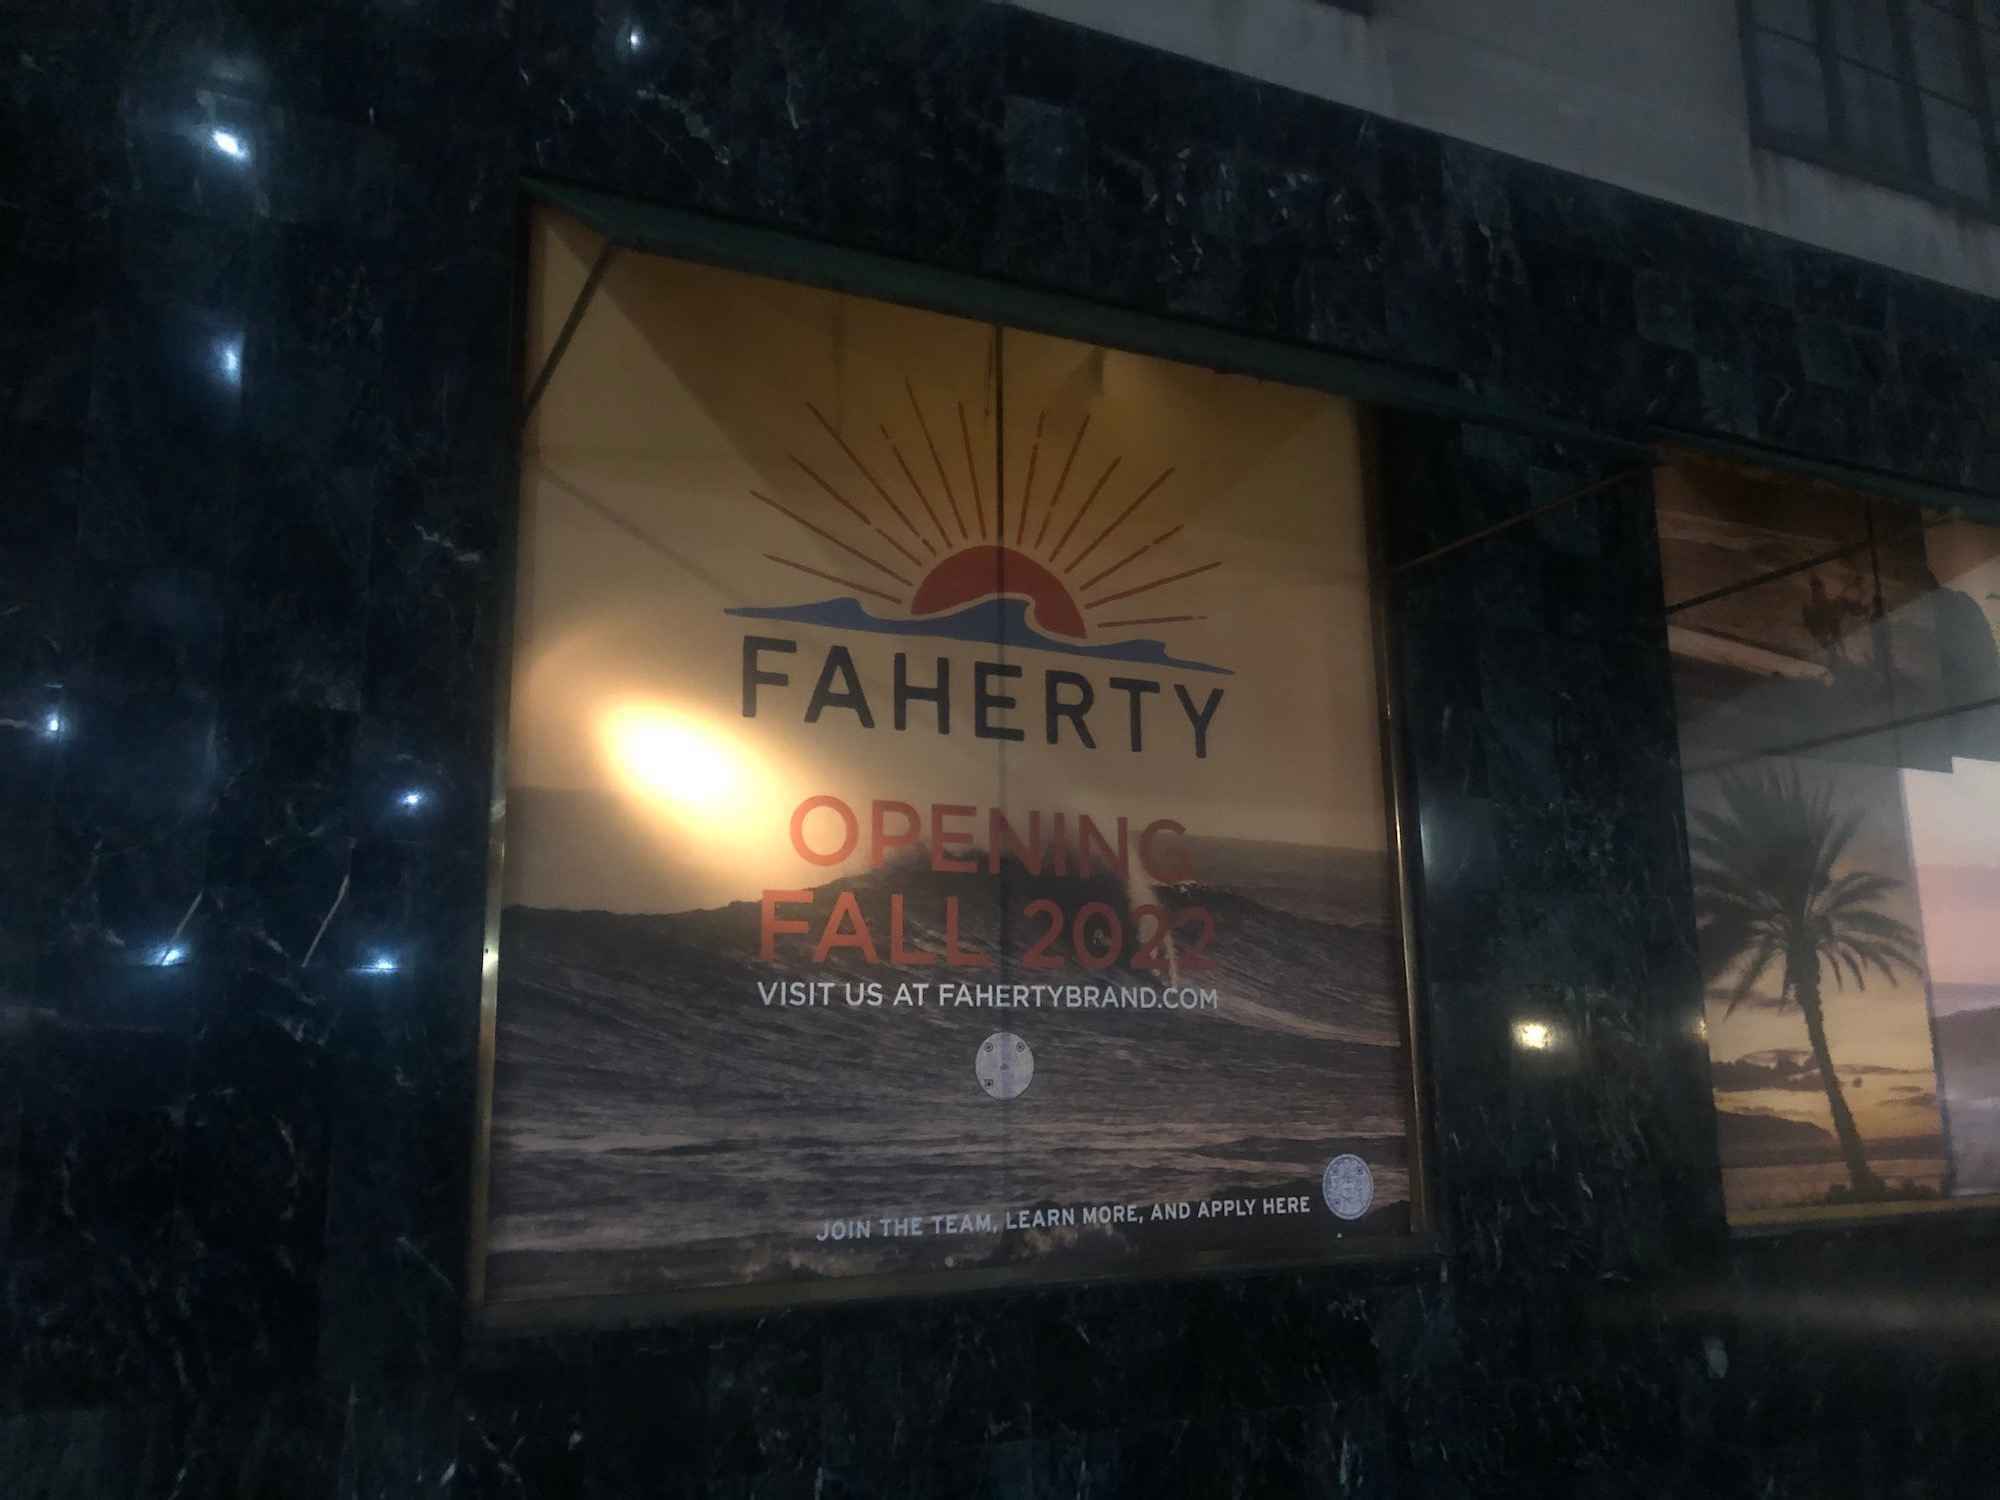 FAHERTY
OPENING
FALL 2022
VISIT US AT FAHERTYBRAND.COM
JOIN THE TEAM, LEARN MORE, AND APPLY HERE